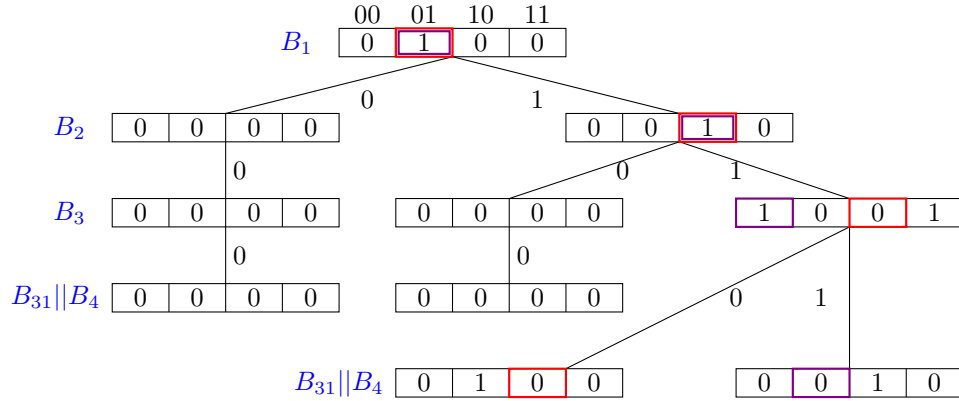 00 01 10 11
B₁ 0 1 0 0
0 1
B₂ 0 0 0 0 0 0 1 0
0 0 1
B₃ 0 0 0 0 0 0 0 0 1 0 0 1
0 0
B₃₁||B₄ 0 0 0 0 0 0 0 0 0 1
B₃₁||B₄ 0 1 0 0 0 0 1 0